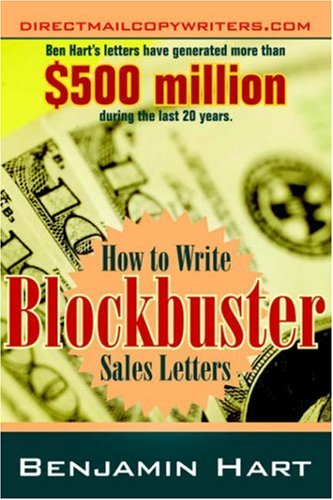 DIRECTMAILCOPYWRITERS.COM
Ben Hart's letters have generated more than
$500 million
during the last 20 years.
How to Write
Blockbuster
Sales Letters
BENJAMIN HART